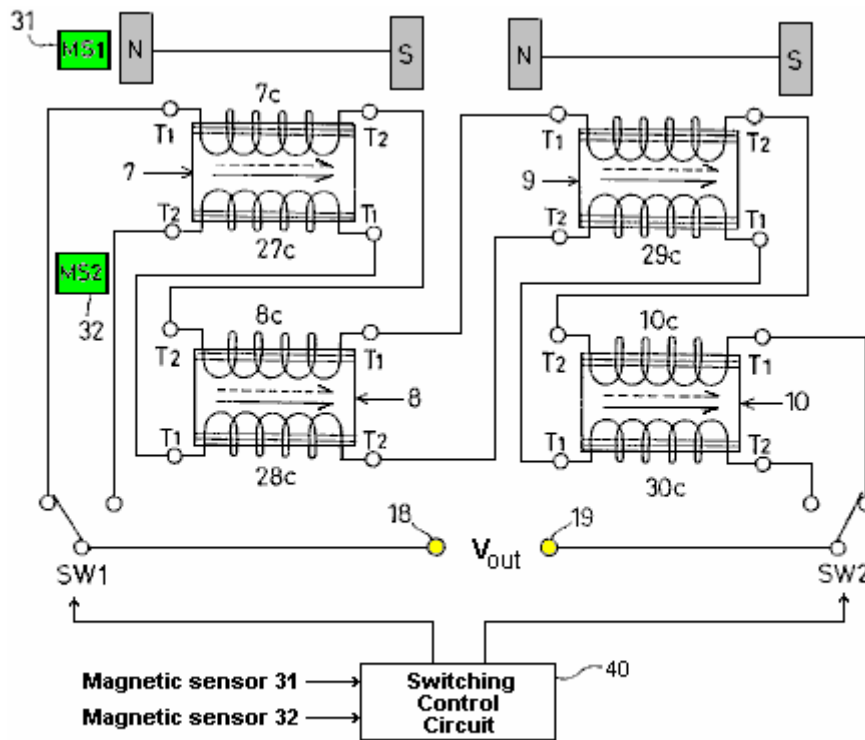 31
MS1 N S N S
7c
T1 T2 T1 T2
7 9
T2 T1 T2 T1
27c 29c
MS2
32
8c 10c
T2 T1 T2 T1
8 10
T1 T2 T1 T2
28c 30c
18 19
Vout
SW1 SW2
40
Magnetic sensor 31
Magnetic sensor 32
Switching
Control
Circuit